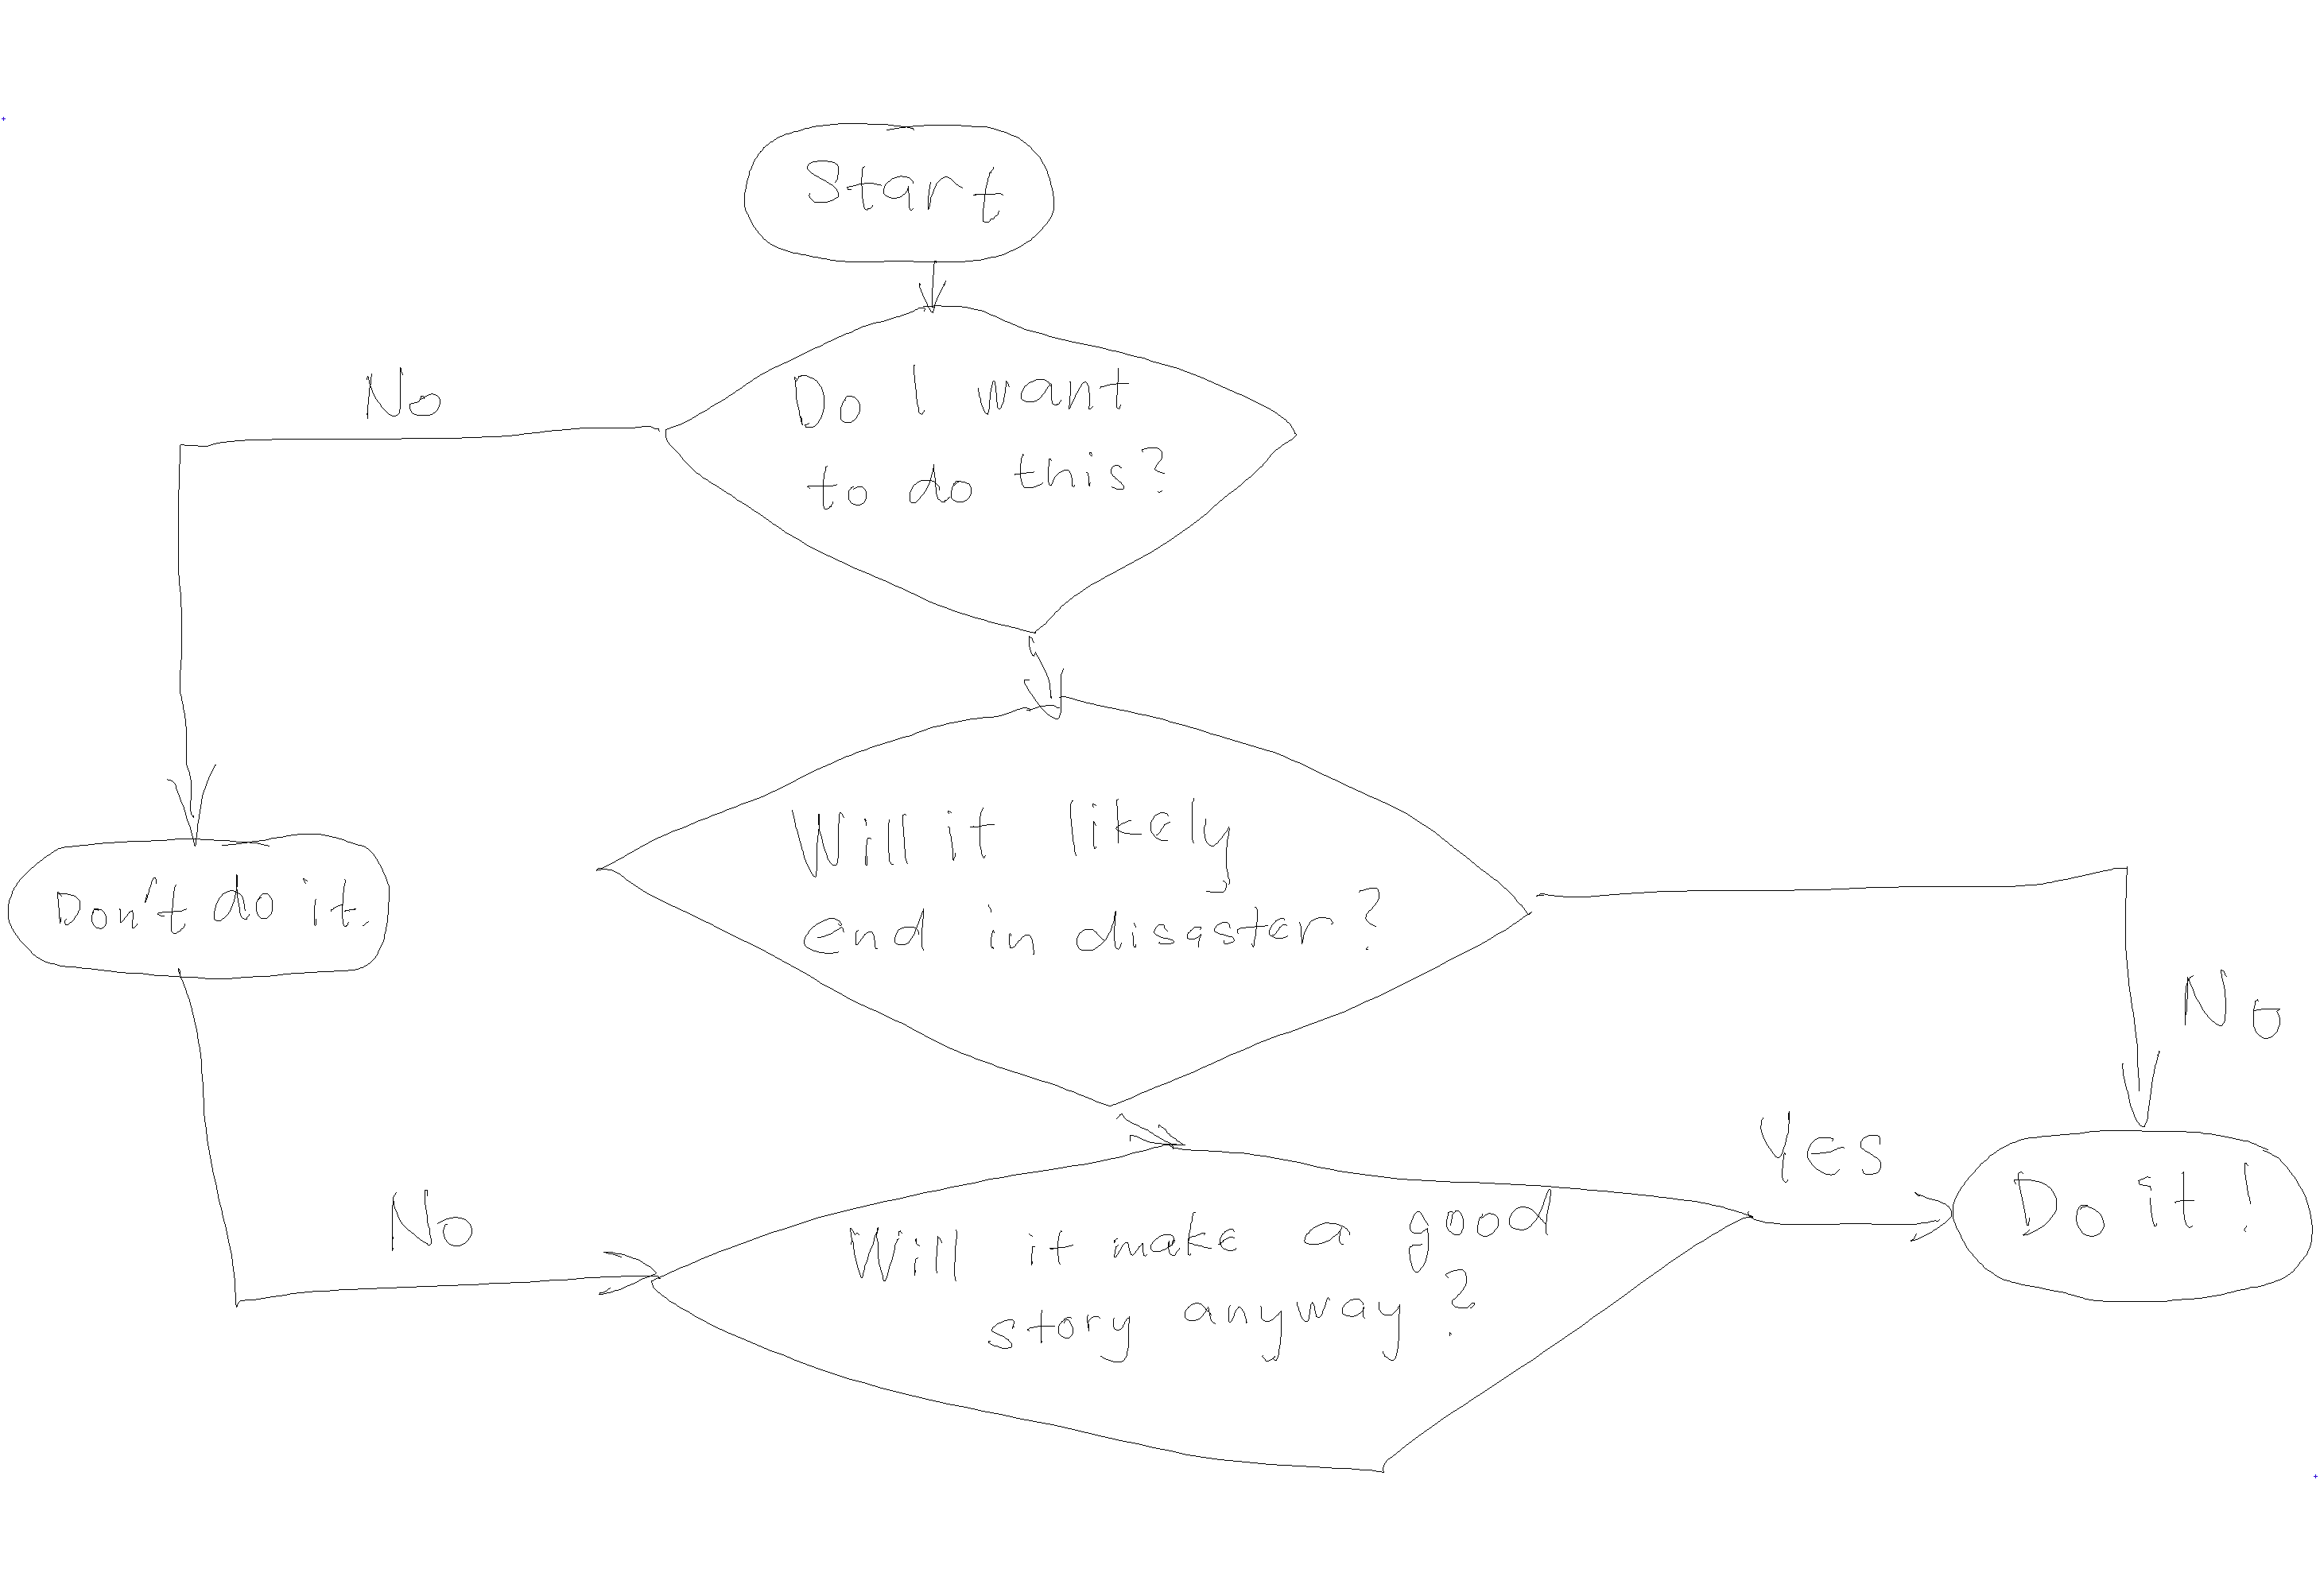 Start
No
Do I want
to do this?
Will it likely
end in disaster?
Don't do it.
No
Yes
Do it!
No
Will it make a good
story anyway?